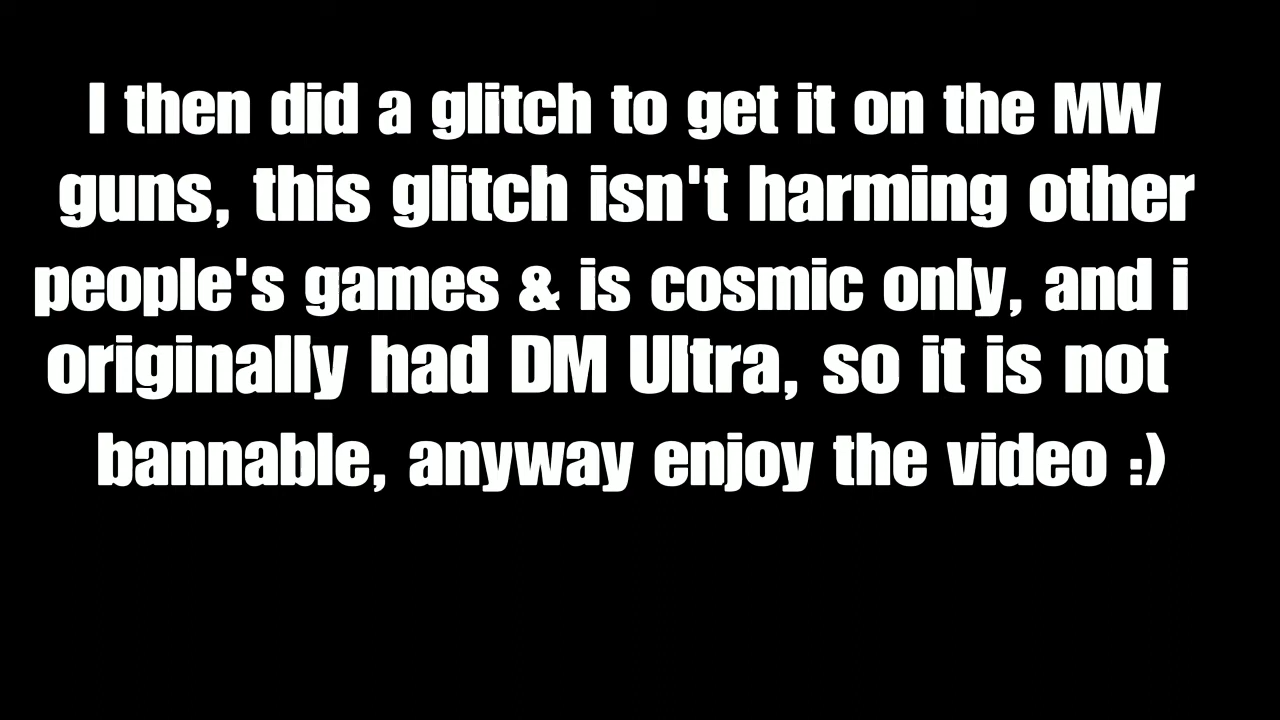 I then did a glitch to get it on the MW
guns, this glitch isn't harming other
people's games & is cosmic only, and i
originally had DM Ultra, so it is not
bannable, anyway enjoy the video :)